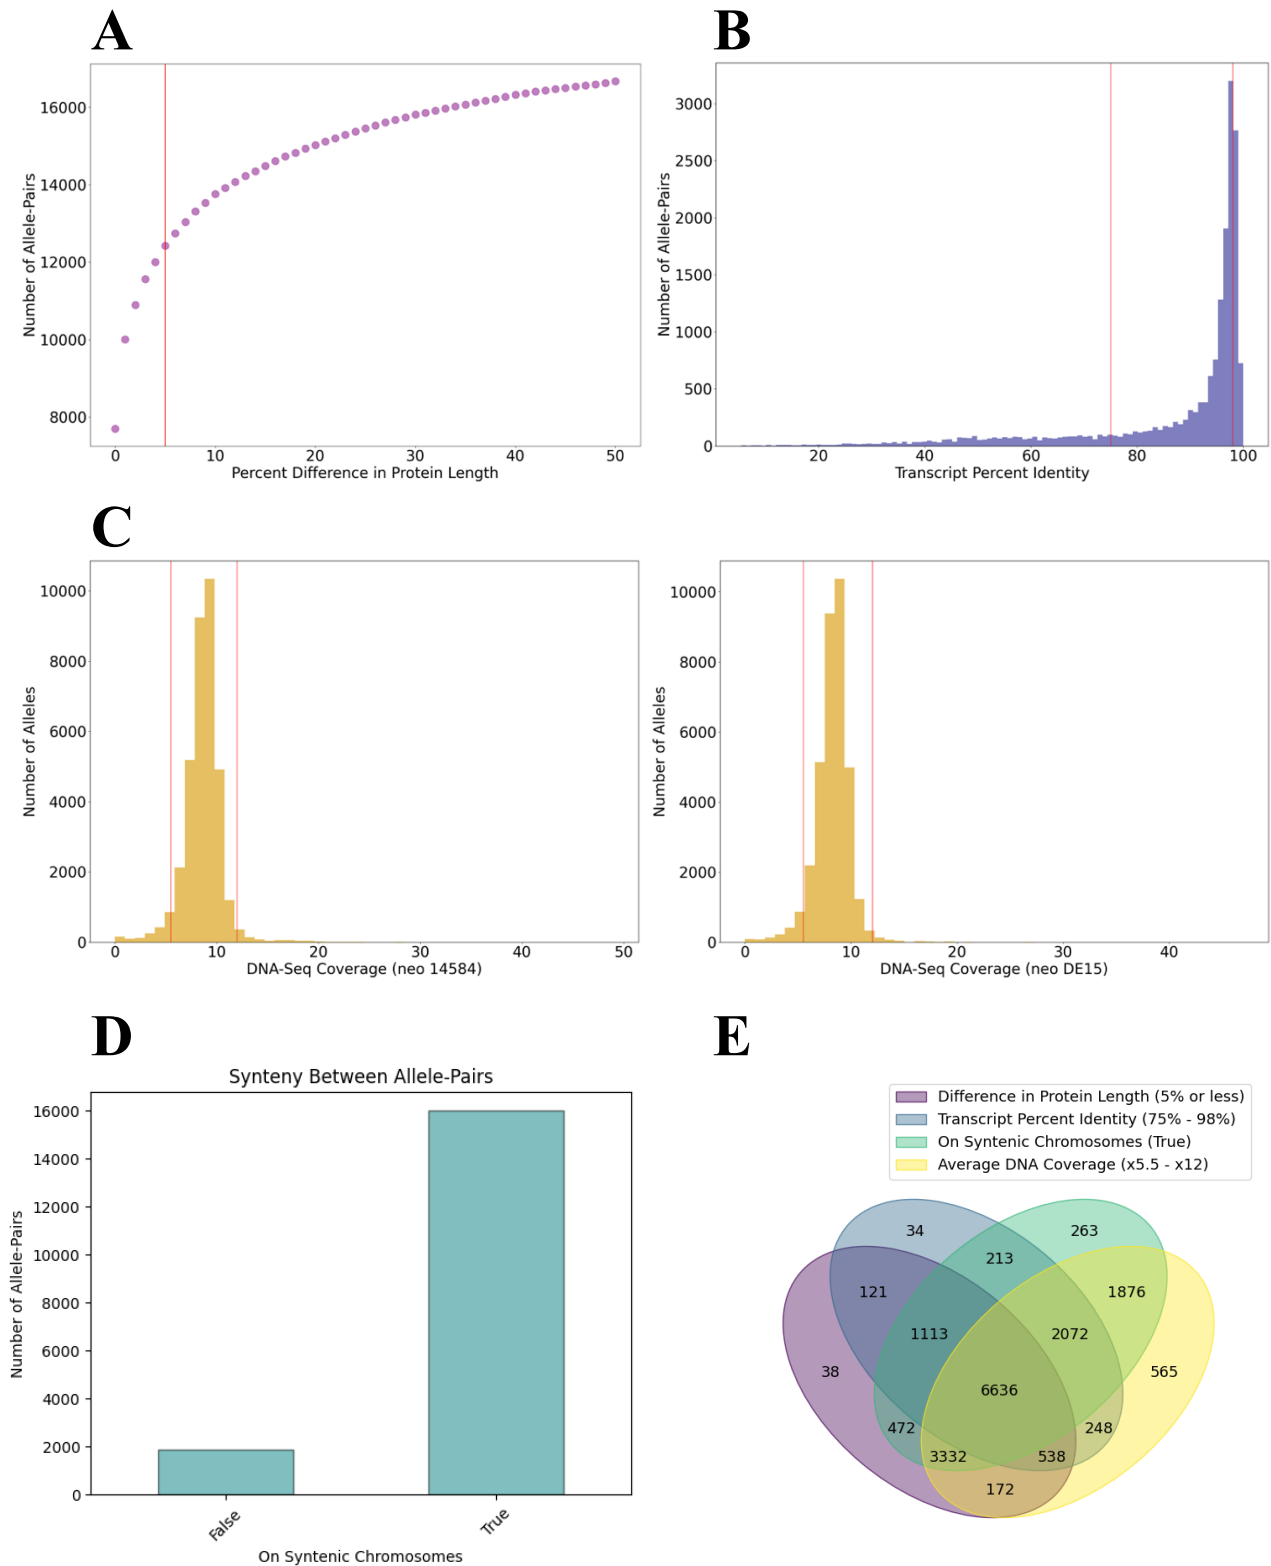 A
16000
14000
12000
10000
8000
Number of Allele-Pairs
0 10 20 30 40 50
Percent Difference in Protein Length
B
3000
2500
2000
1500
1000
500
0
Number of Allele-Pairs
20 40 60 80 100
Transcript Percent Identity
C
10000
8000
6000
4000
2000
0
Number of Alleles
0 10 20 30 40 50
DNA-Seq Coverage (neo 14584)
10000
8000
6000
4000
2000
0
Number of Alleles
0 10 20 30 40
DNA-Seq Coverage (neo DE15)
D
Synteny Between Allele-Pairs
16000
14000
12000
10000
8000
6000
4000
2000
0
Number of Allele-Pairs
False True
On Syntenic Chromosomes
E
Difference in Protein Length (5% or less)
Transcript Percent Identity (75% - 98%)
On Syntenic Chromosomes (True)
Average DNA Coverage (x5.5 - x12)
34 263
213
121 1876
1113 2072
38 565
6636
472 248
3332 538
172